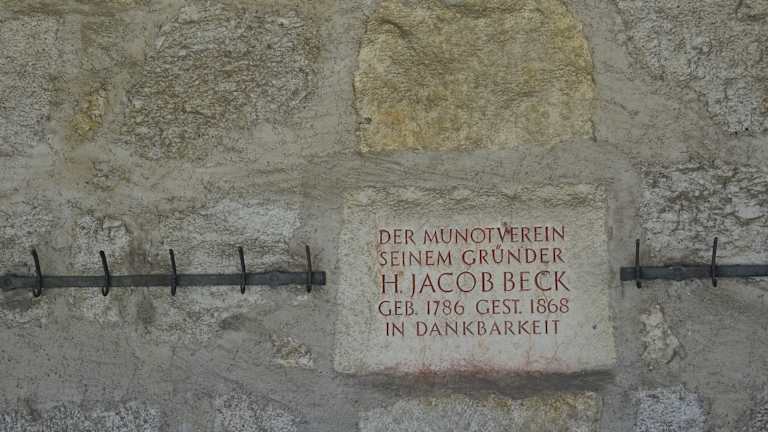 DER MUNOTVEREIN
SEINEM GRÜNDER
H. JACOB BECK
GEB. 1786 GEST. 1868
IN DANKBARKEIT